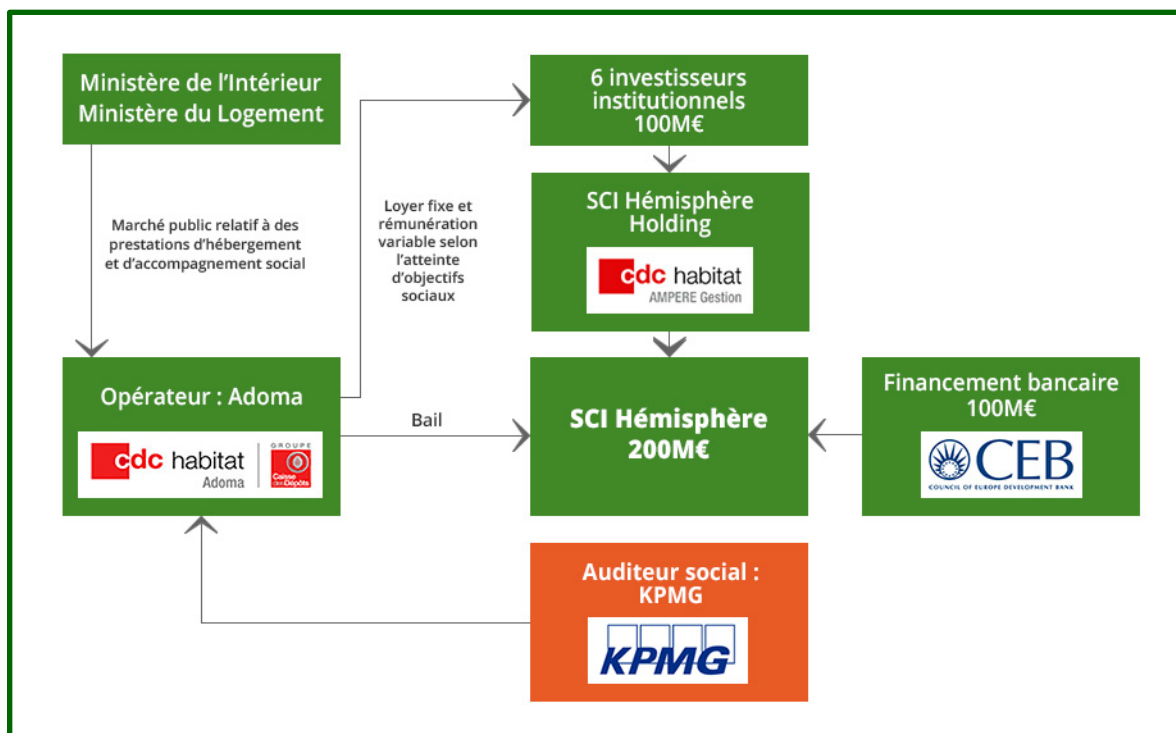 Ministère de l’Intérieur
Ministère du Logement
6 investisseurs
institutionnels
100M€
Marché public relatif à des
prestations d’hébergement
et d’accompagnement social
Loyer fixe et
rémunération
variable selon
l’atteinte
d’objectifs
sociaux
SCI Hémisphère
Holding
cdc habitat
AMPERE Gestion
Opérateur : Adoma
cdc habitat
Adoma
GROUPE
Caisse
des Dépôts
Bail
SCI Hémisphère
200M€
Financement bancaire
100M€
CEB
COUNCIL OF EUROPE DEVELOPMENT BANK
Auditeur social :
KPMG
KPMG